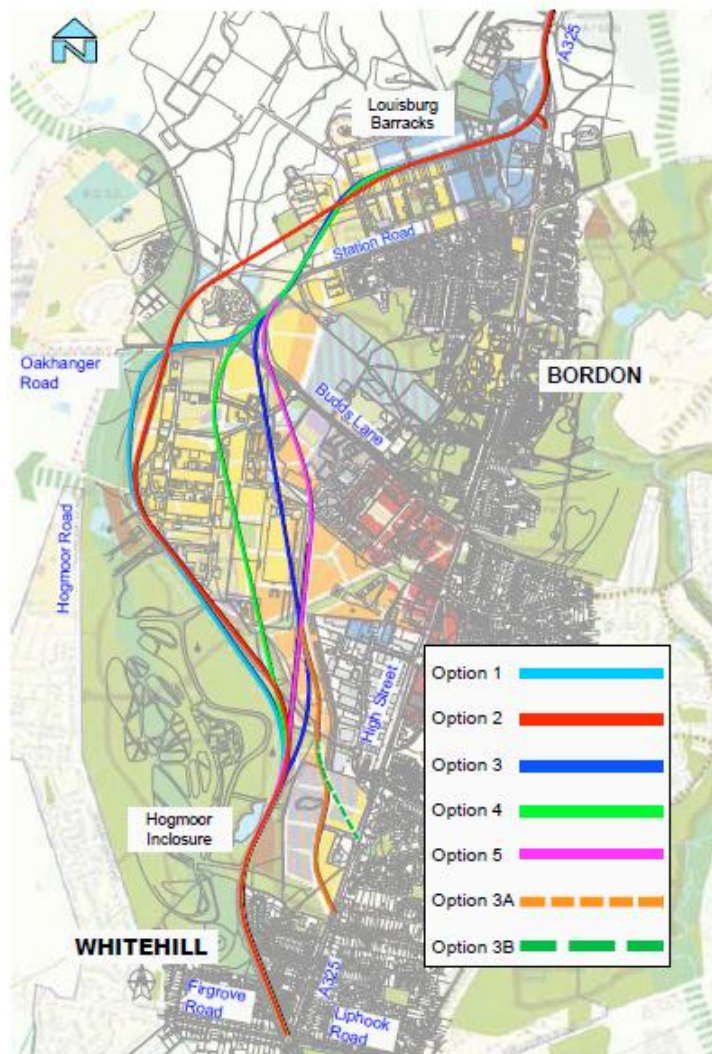 N
A325
Louisburg
Barracks
Station Road
Oakhanger
Road
BORDON
Budds Lane
Hogmoor Road
High Street
Option 1
Option 2
Option 3
Option 4
Option 5
Option 3A
Option 3B
Hogmoor
Inclosure
WHITEHILL
A325
Firgrove
Road
Liphook
Road